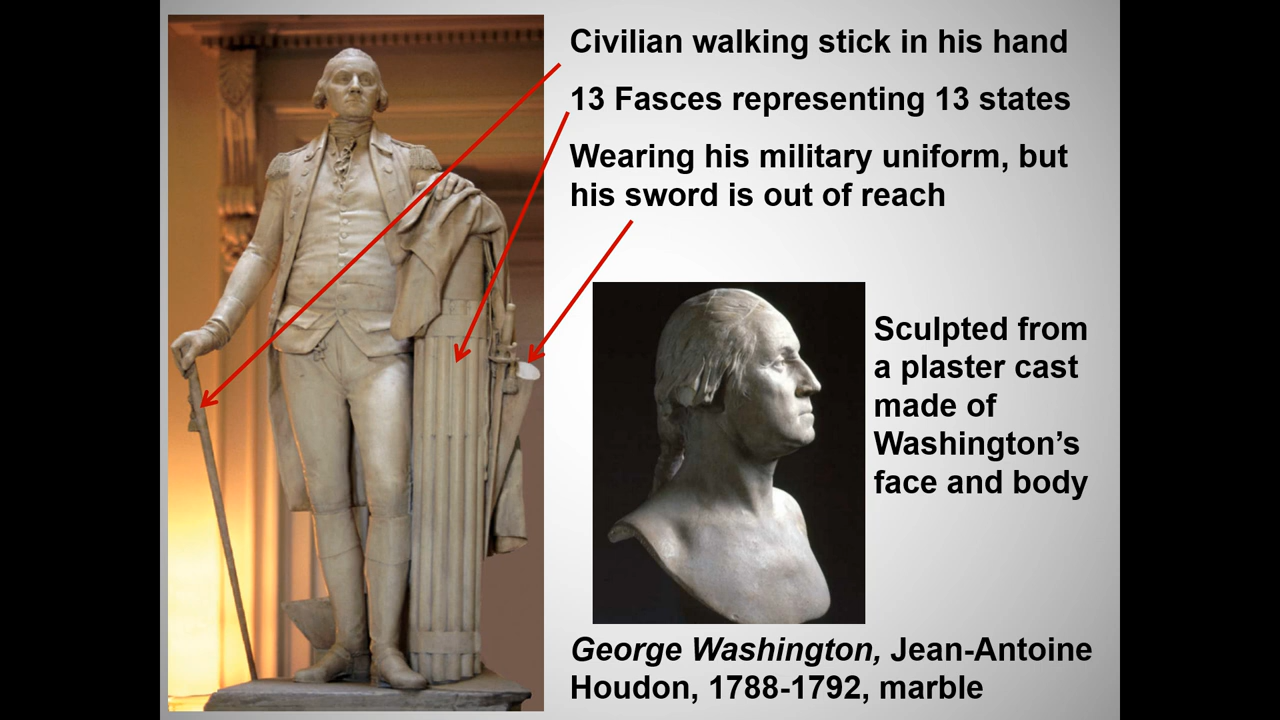 Civilian walking stick in his hand
13 Fasces representing 13 states
Wearing his military uniform, but
his sword is out of reach
Sculpted from
a plaster cast
made of
Washington’s
face and body
George Washington, Jean-Antoine
Houdon, 1788-1792, marble